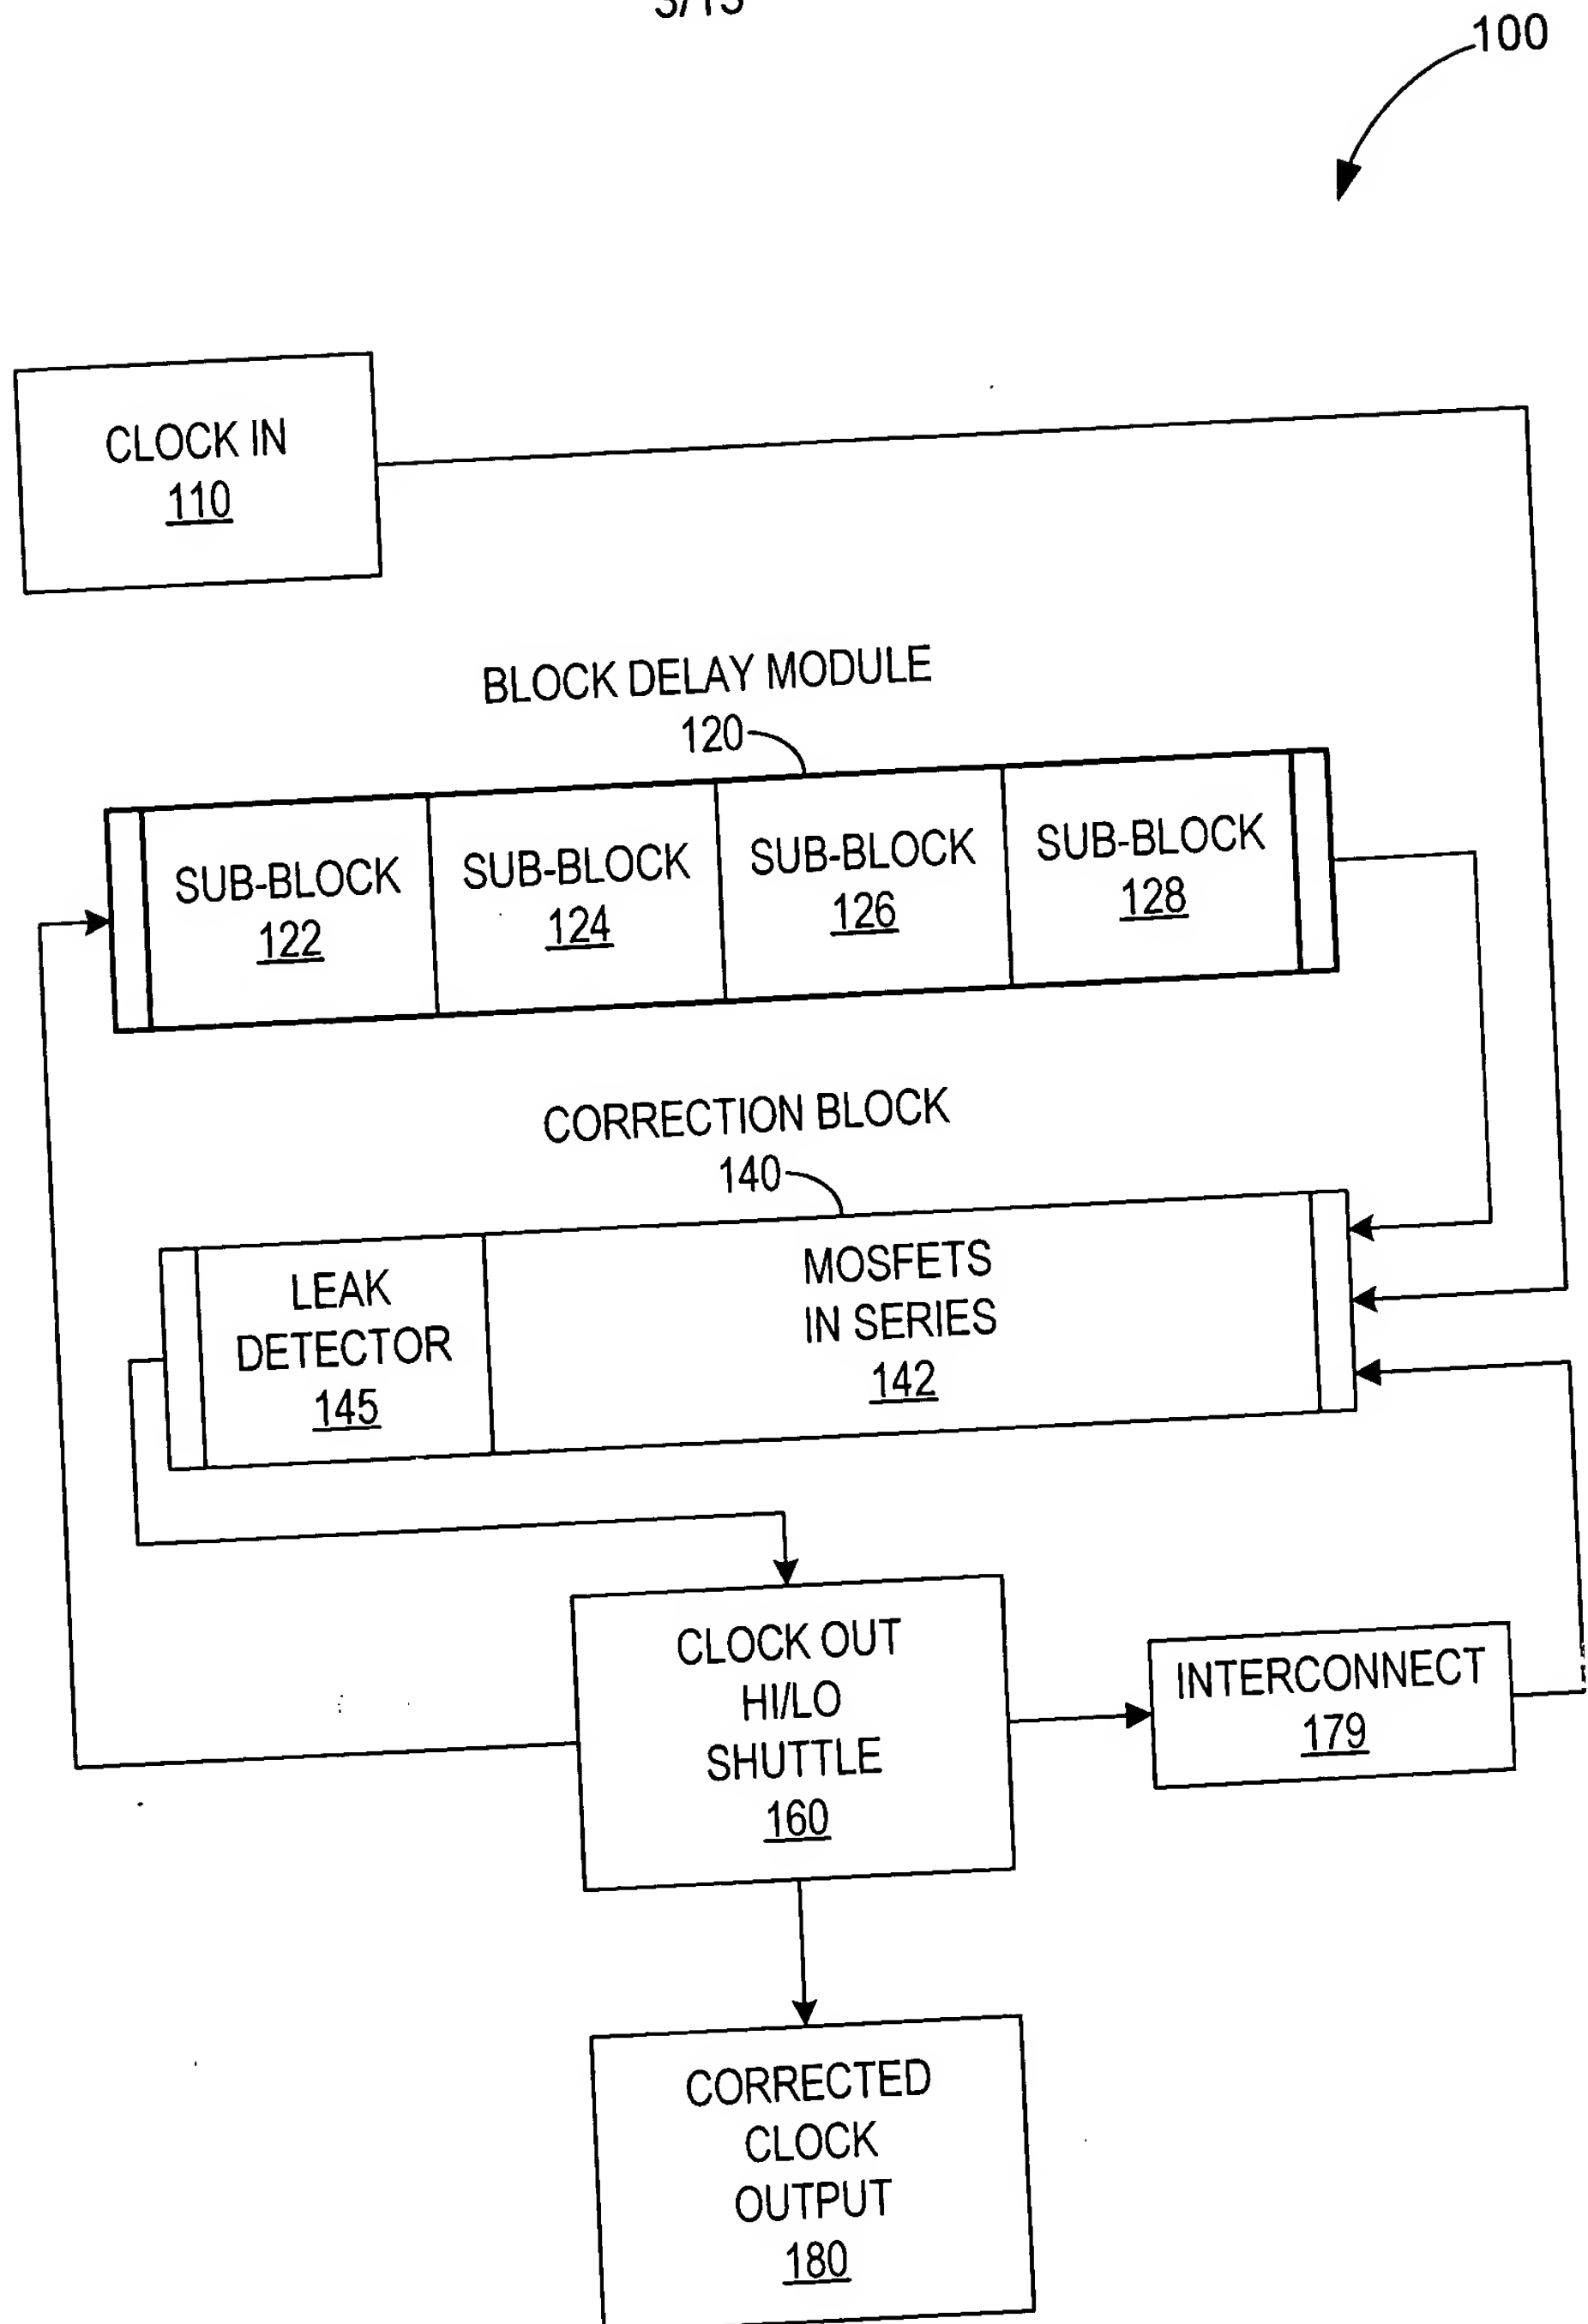 3/13
100
CLOCK IN
110
BLOCK DELAY MODULE
120
SUB-BLOCK
122
SUB-BLOCK
124
SUB-BLOCK
126
SUB-BLOCK
128
CORRECTION BLOCK
140
LEAK
DETECTOR
145
MOSFETS
IN SERIES
142
CLOCK OUT
HI/LO
SHUTTLE
160
INTERCONNECT
179
CORRECTED
CLOCK
OUTPUT
180